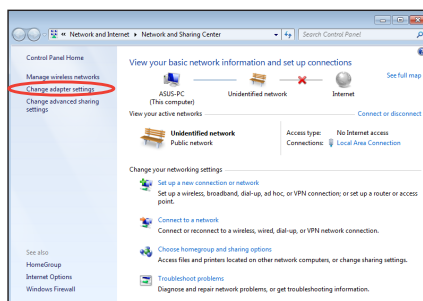 « Network and Internet ▸ Network and Sharing Center
Search Control Panel
Control Panel Home
Manage wireless networks
Change adapter settings
Change advanced sharing
settings
See also
HomeGroup
Internet Options
Windows Firewall
View your basic network information and set up connections
See full map
ASUS-PC
(This computer)
Unidentified network
Internet
View your active networks
Connect or disconnect
Unidentified network
Public network
Access type: No Internet access
Connections: Local Area Connection
Change your networking settings
Set up a new connection or network
Set up a wireless, broadband, dial-up, ad hoc, or VPN connection; or set up a router or access
point.
Connect to a network
Connect or reconnect to a wireless, wired, dial-up, or VPN network connection.
Choose homegroup and sharing options
Access files and printers located on other network computers, or change sharing settings.
Troubleshoot problems
Diagnose and repair network problems, or get troubleshooting information.